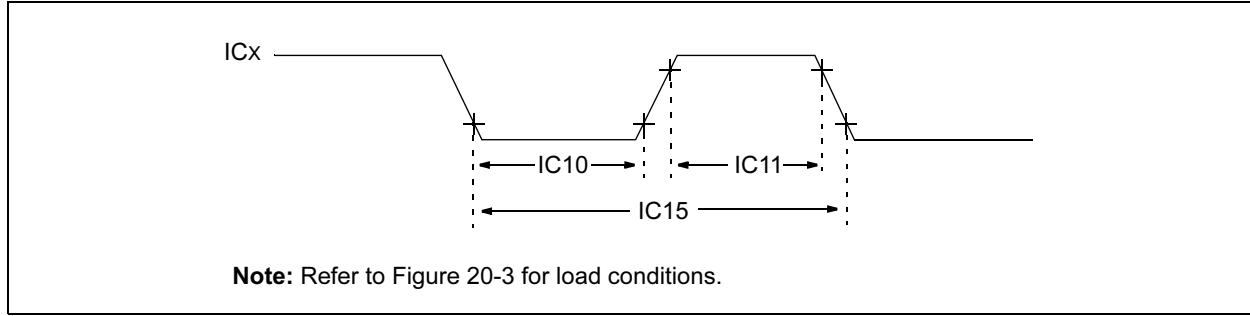 ICx
IC10
IC11
IC15
Note: Refer to Figure 20-3 for load conditions.